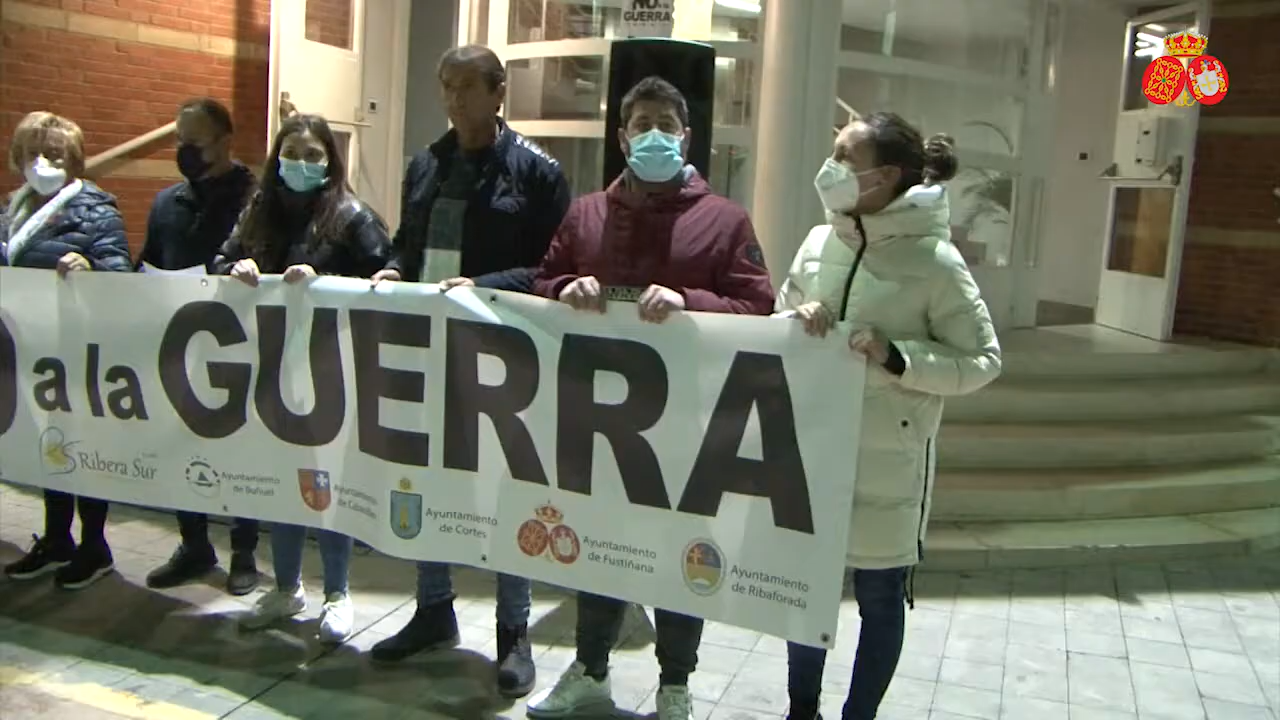 NO a la
GUERRA
O a la GUERRA
Ribera Sur
Ayuntamiento
de Buñuel
Ayuntamiento
de Cabanillas
Ayuntamiento
de Cortes
Ayuntamiento
de Fustiñana
Ayuntamiento
de Ribaforada